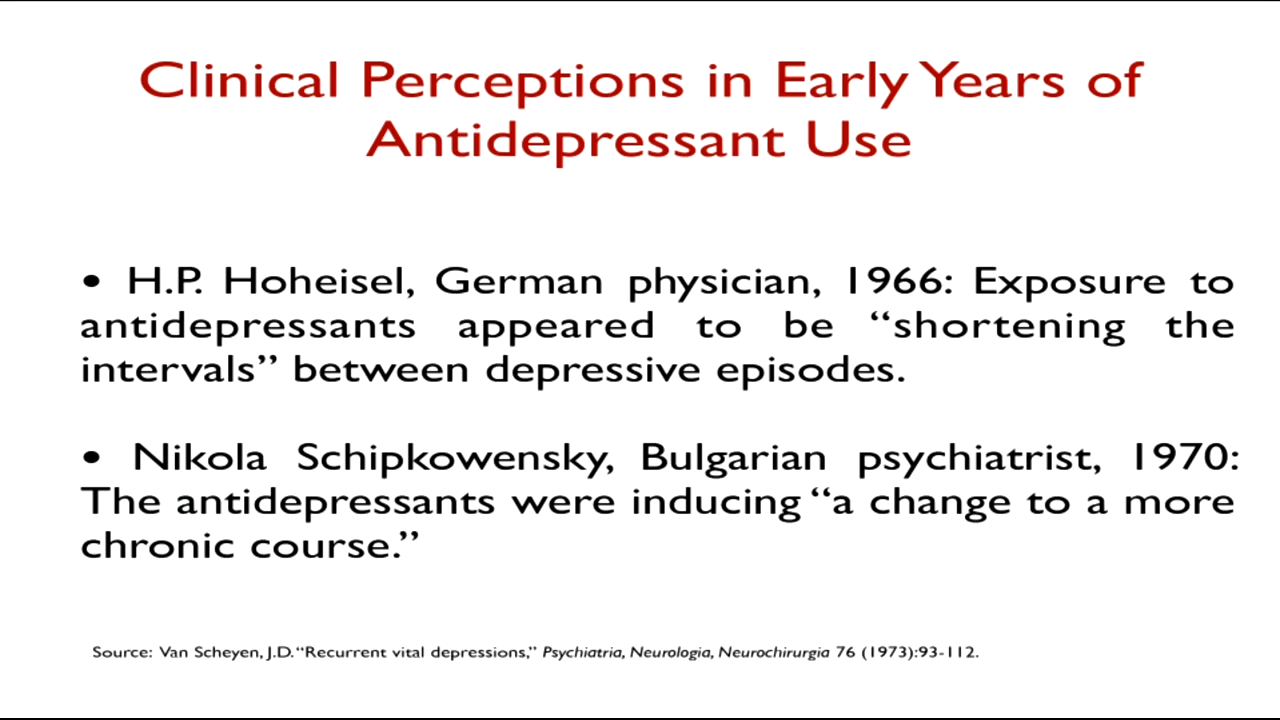 Clinical Perceptions in Early Years of
Antidepressant Use
• H.P. Hoheisel, German physician, 1966: Exposure to
antidepressants appeared to be “shortening the
intervals” between depressive episodes.
• Nikola Schipkowensky, Bulgarian psychiatrist, 1970:
The antidepressants were inducing “a change to a more
chronic course.”
Source: Van Scheyen, J.D. “Recurrent vital depressions,” Psychiatria, Neurologia, Neurochirurgia 76 (1973):93-112.